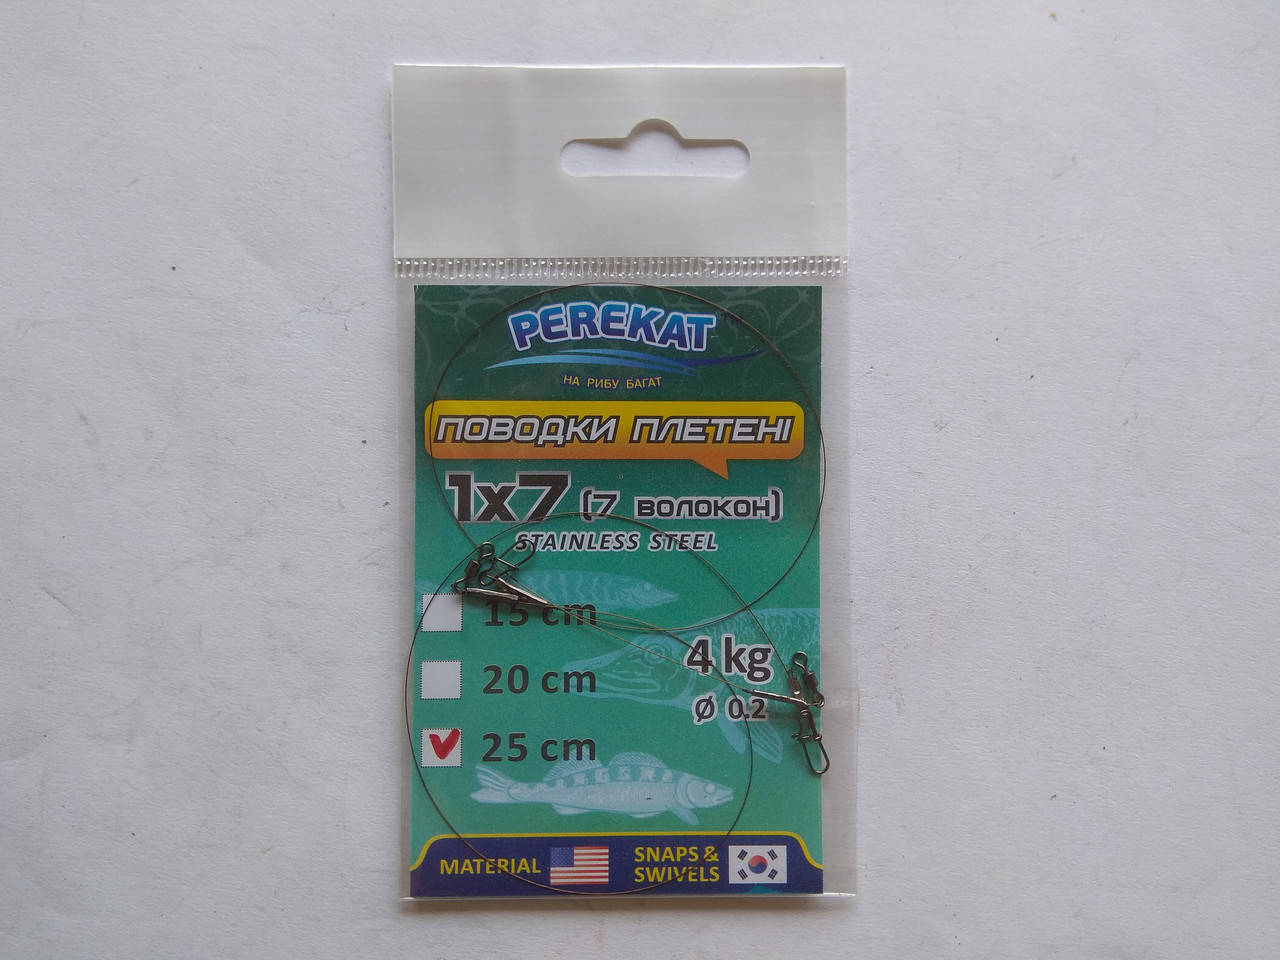 PEREKAT
НА РИБУ БАГАТ
ПОВОДКИ ПЛЕТЕНІ
1x7 (7 ВОЛОКОН)
STAINLESS STEEL
15 cm
4 kg
20 cm
Ø 0.2
25 cm
MATERIAL
SNAPS &
SWIVELS